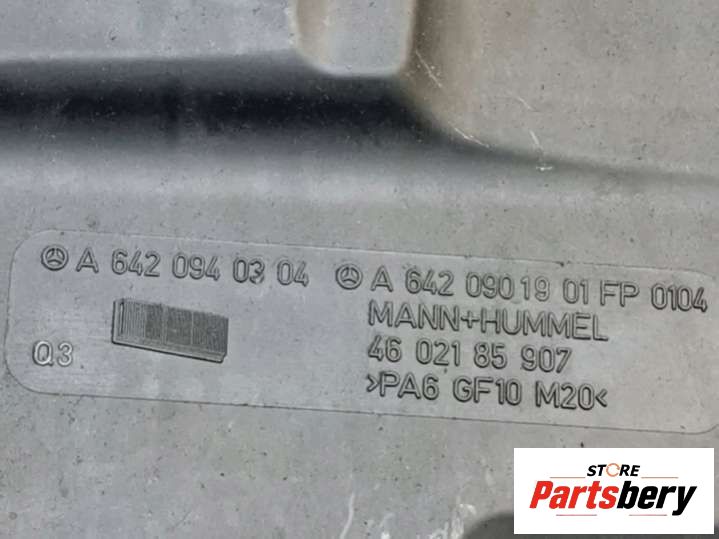 A 642 094 03 04
A 642 090 19 01 FP 0104
MANN+HUMMEL
46 021 85 907
>PA6 GF10 M20<
Q3
STORE
Partsbery